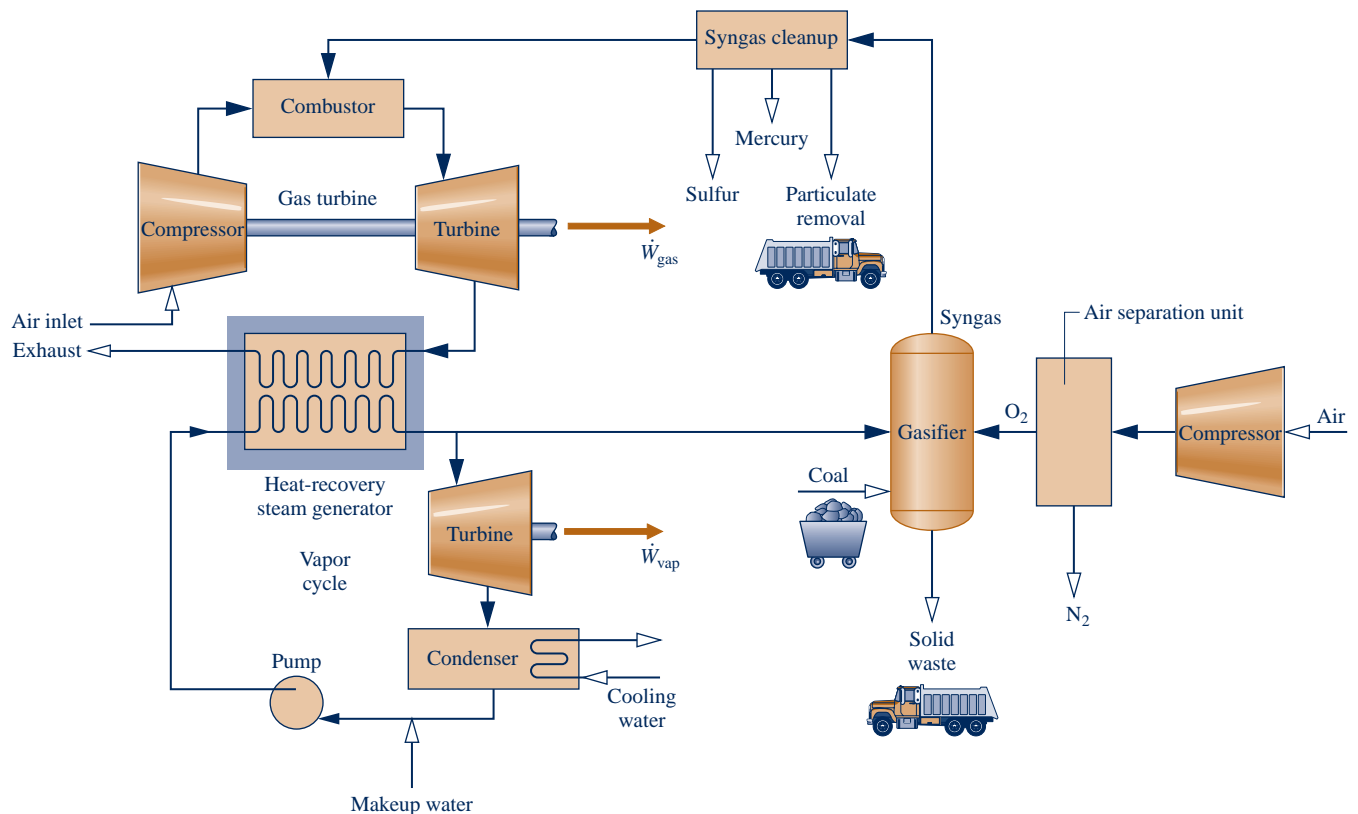 Syngas cleanup
Combustor
Mercury
Sulfur
Particulate
removal
Gas turbine
Compressor
Turbine
Ẇgas
Air inlet
Exhaust
Syngas
Air separation unit
O2
Air
Gasifier
Compressor
Coal
Heat-recovery
steam generator
Turbine
Ẇvap
Vapor
cycle
N2
Solid
waste
Condenser
Pump
Cooling
water
Makeup water